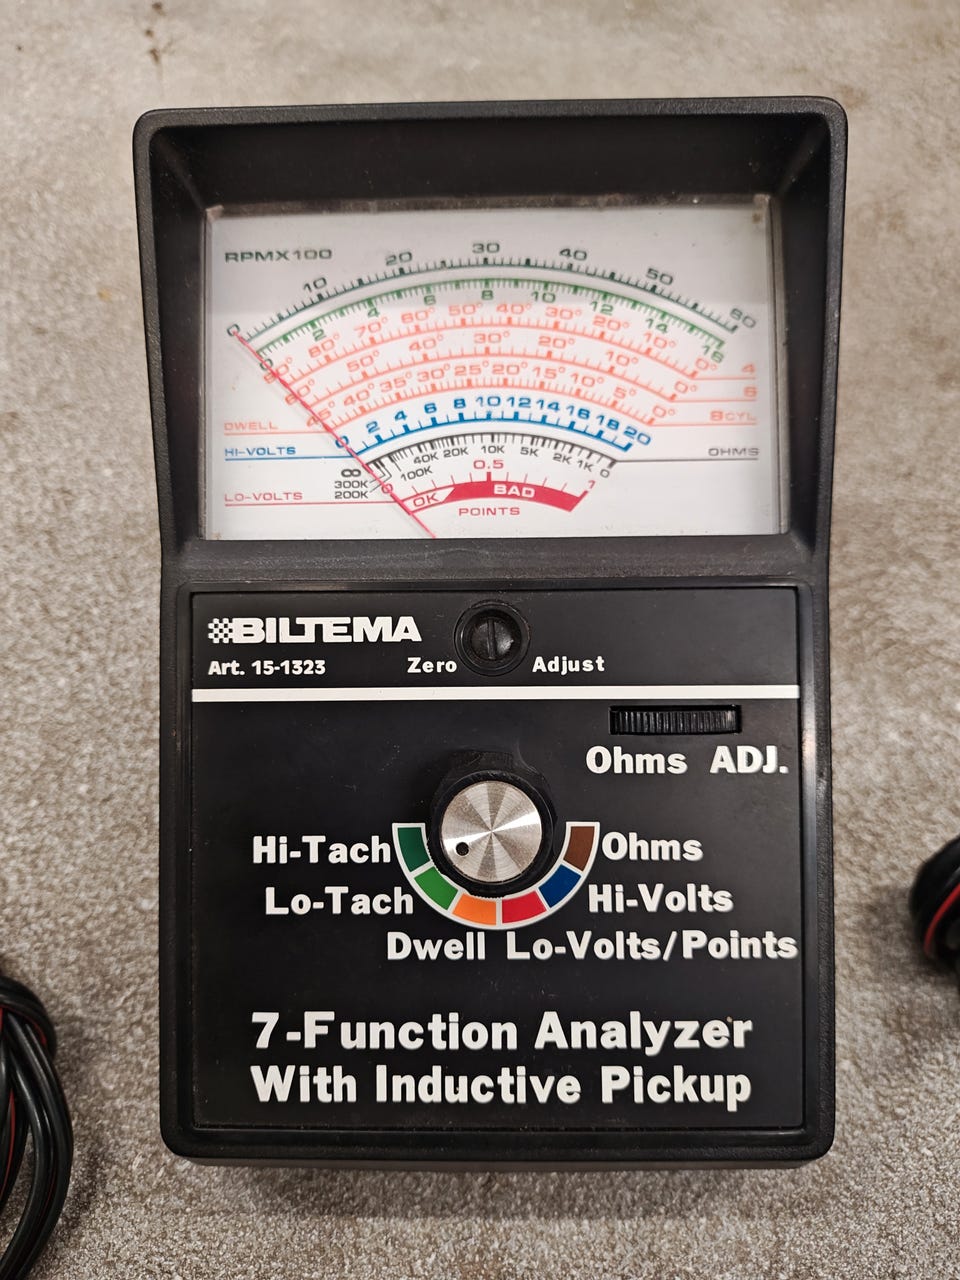 RPMX100
0 10 20 30 40 50 60
0 2 4 6 8 10 12 14 16
90° 80° 70° 60° 50° 40° 30° 20° 10° 0° 4
60° 50° 40° 30° 20° 10° 0° 6
DWELL 45° 40° 35° 30° 25° 20° 15° 10° 5° 0° 8CYL
HI-VOLTS 0 2 4 6 8 10 12 14 16 18 20
∞ 300K 200K 100K 40K 20K 10K 5K 2K 1K 0 OHMS
LO-VOLTS 0 0.5 1
OK BAD
POINTS
BILTEMA
Art. 15-1323
Zero Adjust
Ohms ADJ.
Hi-Tach Ohms
Lo-Tach Hi-Volts
Dwell Lo-Volts/Points
7-Function Analyzer
With Inductive Pickup